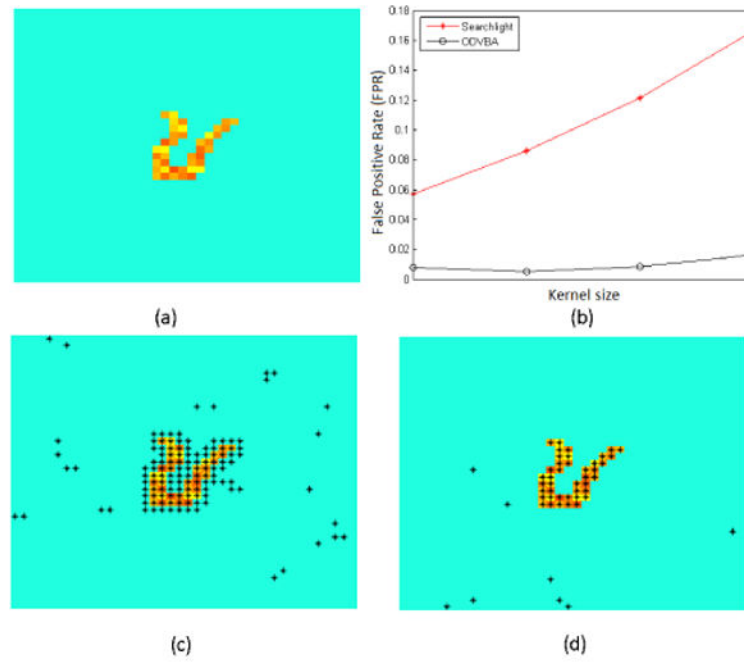 (a)
0.18
0.16
0.14
0.12
0.1
0.08
0.06
0.04
0.02
0
False Positive Rate (FPR)
Searchlight
ODVBA
Kernel size
(b)
(c)
(d)